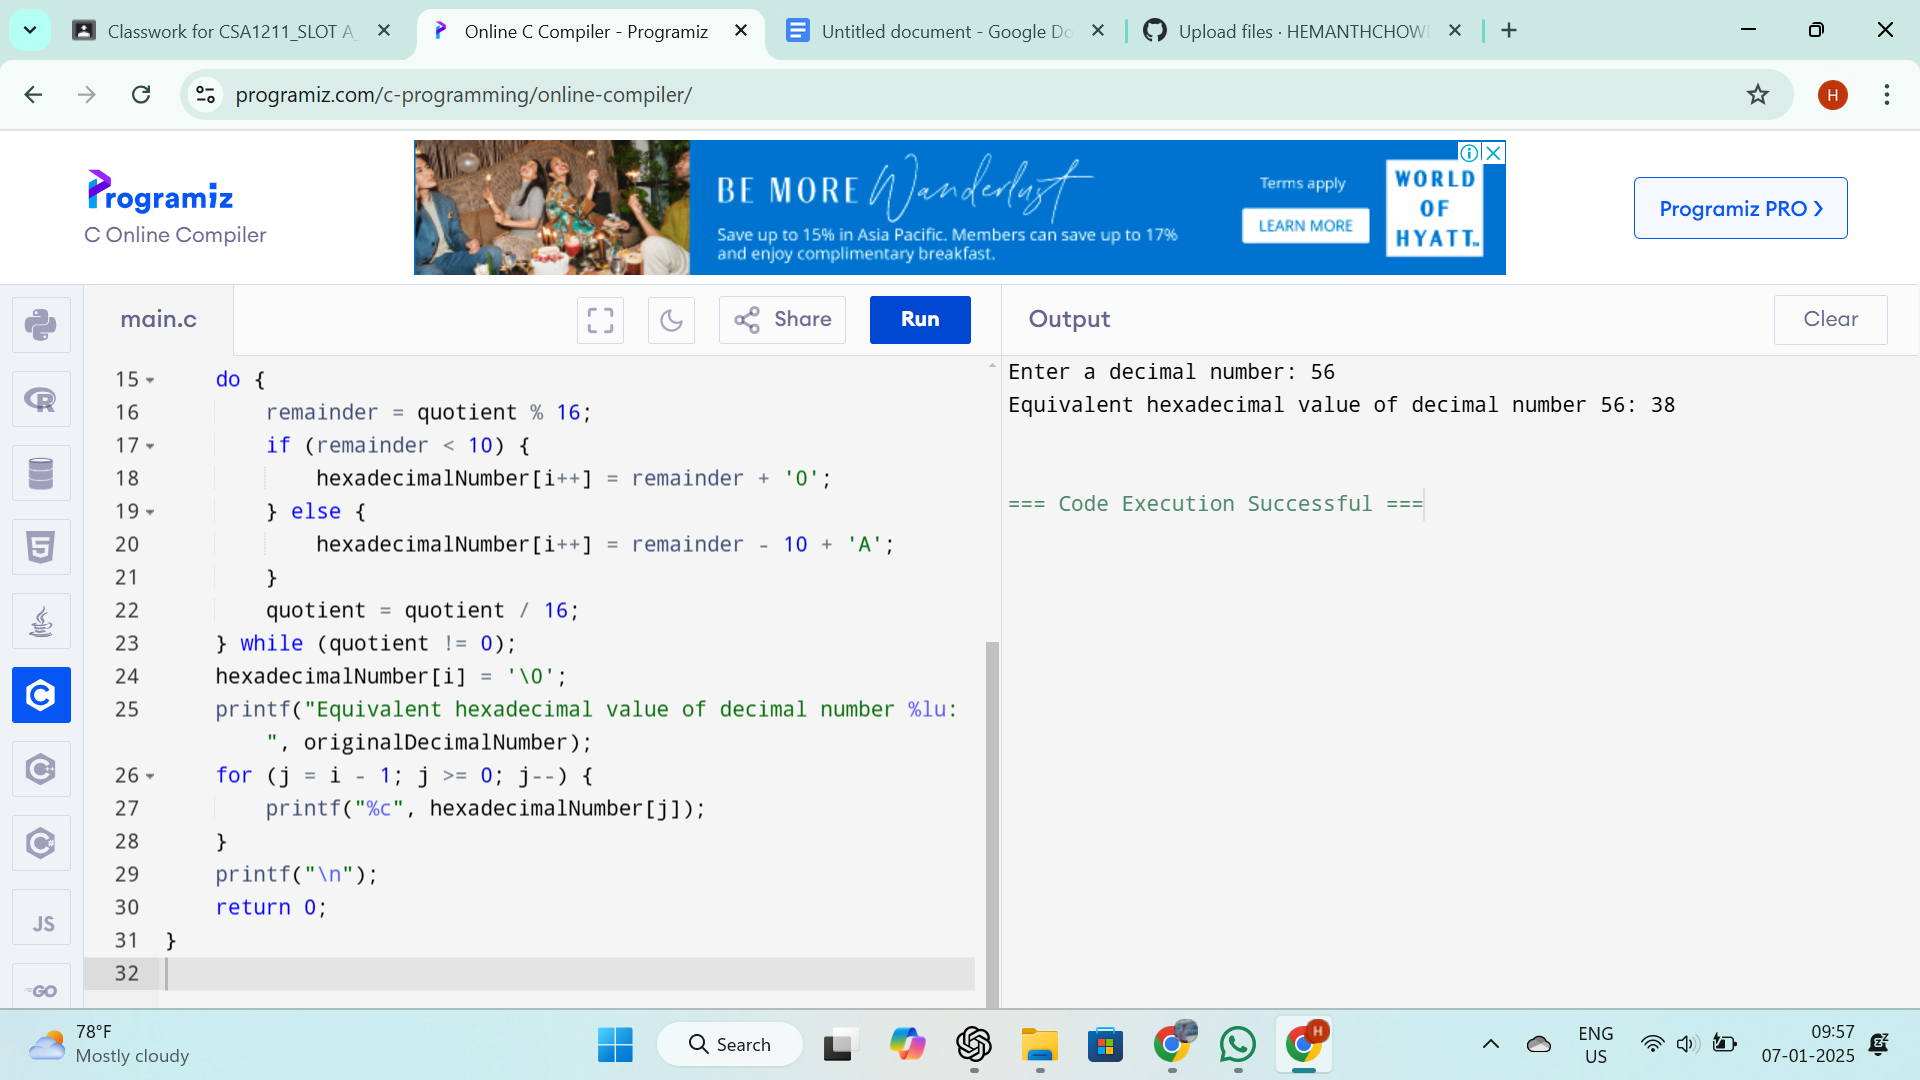 Classwork for CSA1211_SLOT A_
Online C Compiler - Programiz
Untitled document - Google Do
Upload files · HEMANTHCHOW
programiz.com/c-programming/online-compiler/
H
Programiz
C Online Compiler
BE MORE Wanderlust
Save up to 15% in Asia Pacific. Members can save up to 17%
and enjoy complimentary breakfast.
Terms apply
LEARN MORE
WORLD
OF
HYATT™
Programiz PRO ❯
main.c
Share
Run
Output
Clear
15 do {
16 remainder = quotient % 16;
17 if (remainder < 10) {
18 hexadecimalNumber[i++] = remainder + '0';
19 } else {
20 hexadecimalNumber[i++] = remainder - 10 + 'A';
21 }
22 quotient = quotient / 16;
23 } while (quotient != 0);
24 hexadecimalNumber[i] = '\0';
25 printf("Equivalent hexadecimal value of decimal number %lu:
", originalDecimalNumber);
26 for (j = i - 1; j >= 0; j--) {
27 printf("%c", hexadecimalNumber[j]);
28 }
29 printf("\n");
30 return 0;
31 }
32
Enter a decimal number: 56
Equivalent hexadecimal value of decimal number 56: 38
=== Code Execution Successful ===
R
5
C
C
C#
JS
GO
78°F
Mostly cloudy
Search
H
ENG
US
09:57
07-01-2025